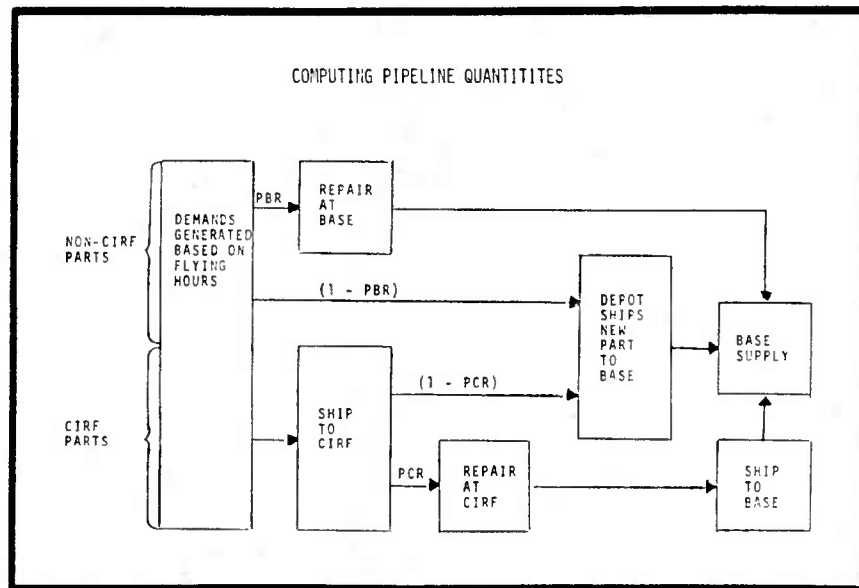 COMPUTING PIPELINE QUANTITITES
NON-CIRF
PARTS
DEMANDS
GENERATED
BASED ON
FLYING
HOURS
PBR
REPAIR
AT
BASE
(1 - PBR)
DEPOT
SHIPS
NEW
PART
TO
BASE
BASE
SUPPLY
CIRF
PARTS
SHIP
TO
CIRF
(1 - PCR)
PCR
REPAIR
AT
CIRF
SHIP
TO
BASE